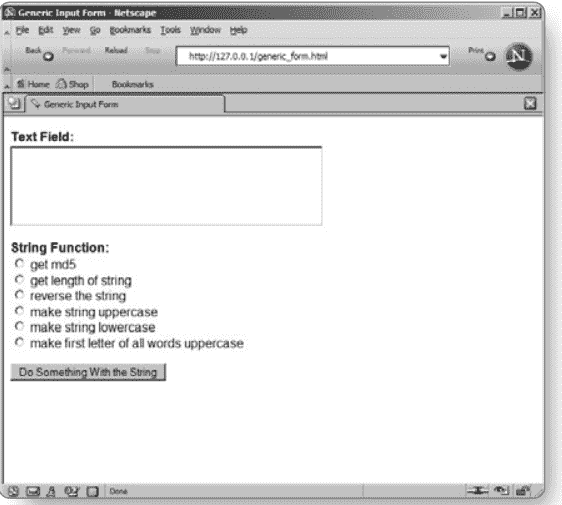 Generic Input Form - Netscape
File Edit View Go Bookmarks Tools Window Help
Back Forward Reload Stop http://127.0.0.1/generic_form.html Print N
Home Shop Bookmarks
Generic Input Form
Text Field:
String Function:
get md5
get length of string
reverse the string
make string uppercase
make string lowercase
make first letter of all words uppercase
Do Something With the String
Done